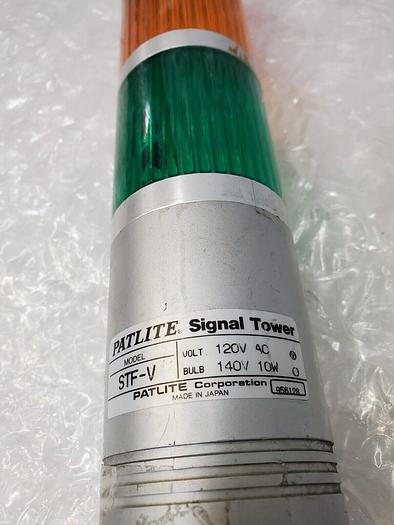 PATLITE® Signal Tower
MODEL
STF-V
VOLT. 120V AC
BULB 140V 10W
PATLITE Corporation 956128
MADE IN JAPAN